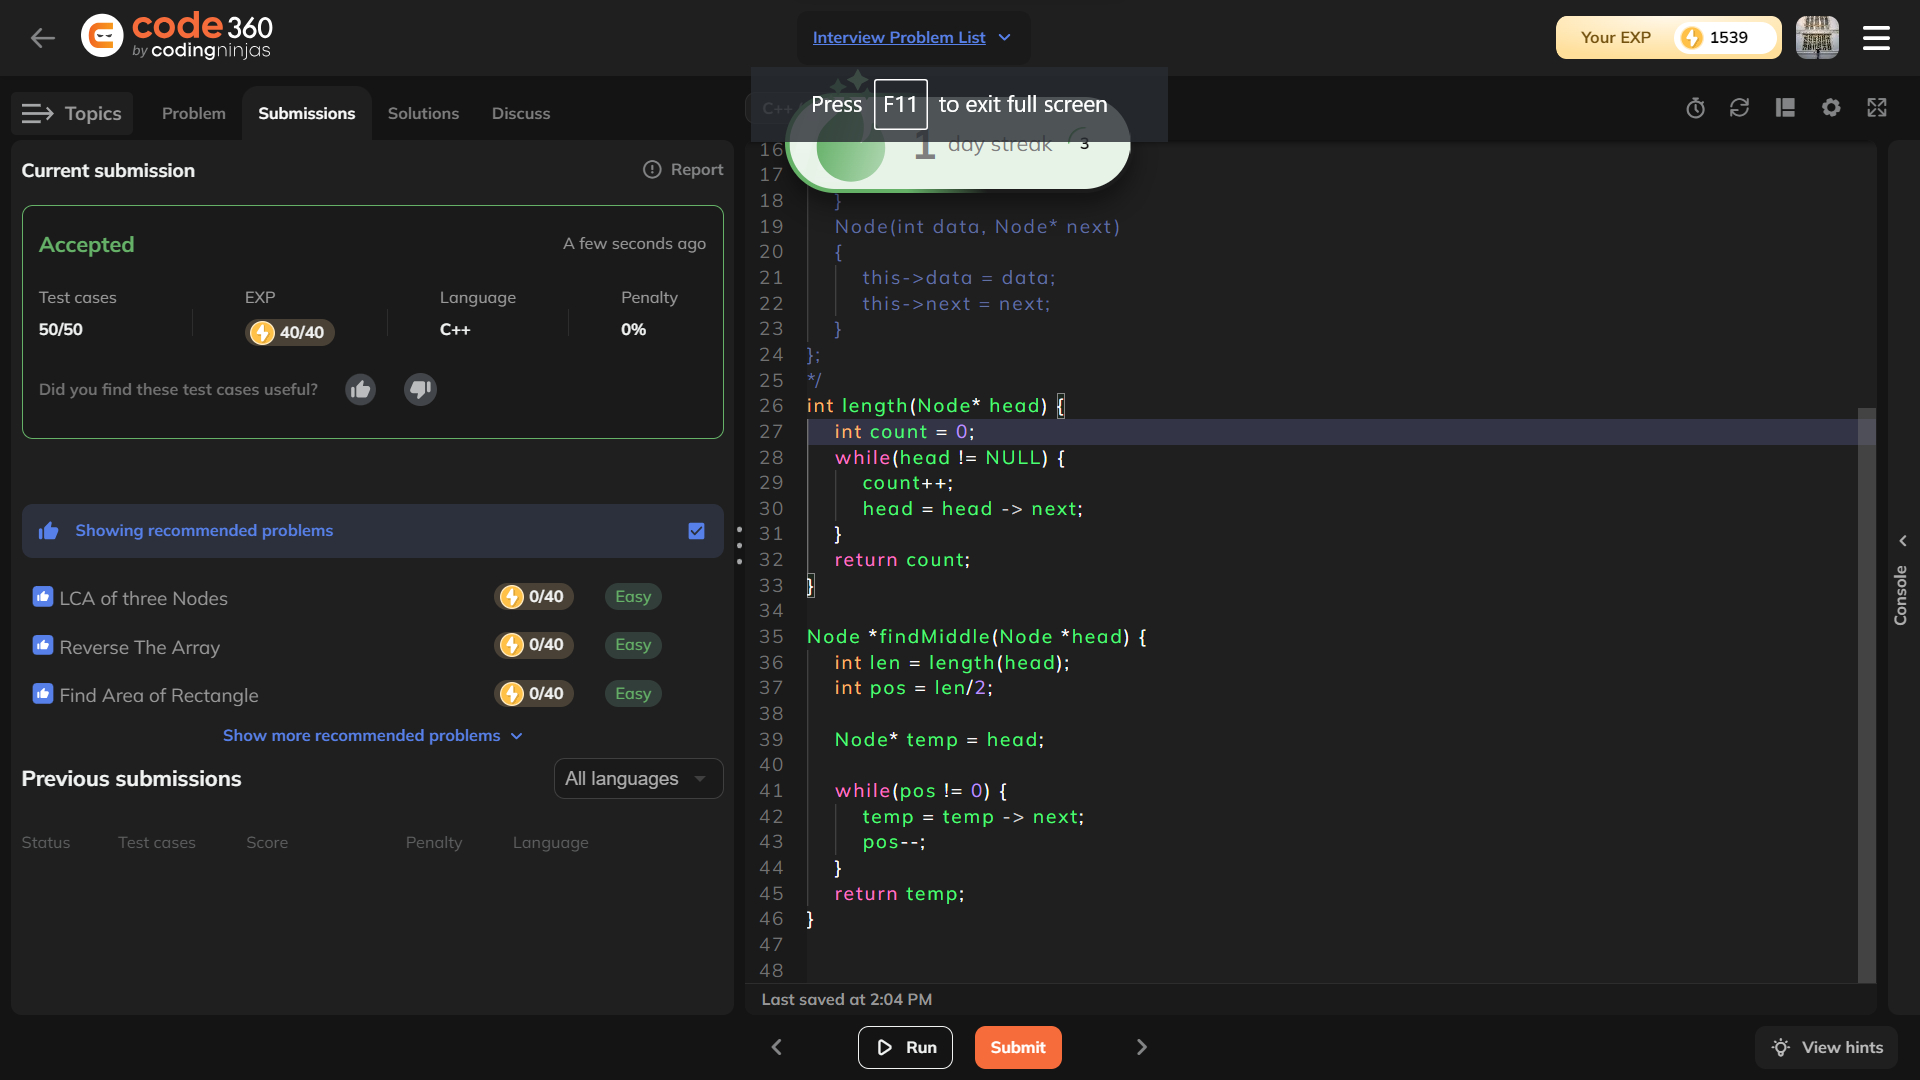 code 360
by codingninjas
Interview Problem List
Your EXP
1539
Press F11 to exit full screen
Topics
Problem
Submissions
Solutions
Discuss
C++
1 day streak
3
Current submission
Report
Accepted
A few seconds ago
Test cases
EXP
Language
Penalty
50/50
40/40
C++
0%
Did you find these test cases useful?
Showing recommended problems
LCA of three Nodes
0/40
Easy
Reverse The Array
0/40
Easy
Find Area of Rectangle
0/40
Easy
Show more recommended problems
Previous submissions
All languages
Status
Test cases
Score
Penalty
Language
16
17
18 }
19 Node(int data, Node* next)
20 {
21 this->data = data;
22 this->next = next;
23 }
24 };
25 */
26 int length(Node* head) {
27 int count = 0;
28 while(head != NULL) {
29 count++;
30 head = head -> next;
31 }
32 return count;
33 }
34
35 Node *findMiddle(Node *head) {
36 int len = length(head);
37 int pos = len/2;
38
39 Node* temp = head;
40
41 while(pos != 0) {
42 temp = temp -> next;
43 pos--;
44 }
45 return temp;
46 }
47
48
Last saved at 2:04 PM
Console
Run
Submit
View hints